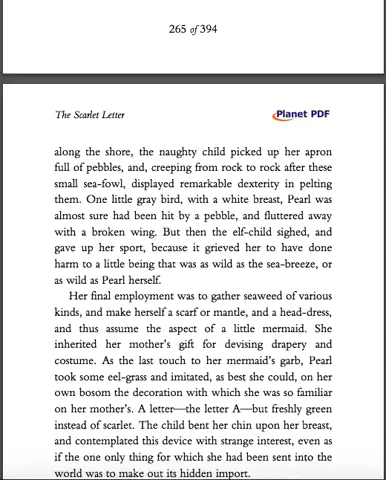 265 of 394
The Scarlet Letter
Planet PDF
along the shore, the naughty child picked up her apron
full of pebbles, and, creeping from rock to rock after these
small sea-fowl, displayed remarkable dexterity in pelting
them. One little gray bird, with a white breast, Pearl was
almost sure had been hit by a pebble, and fluttered away
with a broken wing. But then the elf-child sighed, and
gave up her sport, because it grieved her to have done
harm to a little being that was as wild as the sea-breeze, or
as wild as Pearl herself.
Her final employment was to gather seaweed of various
kinds, and make herself a scarf or mantle, and a head-dress,
and thus assume the aspect of a little mermaid. She
inherited her mother's gift for devising drapery and
costume. As the last touch to her mermaid's garb, Pearl
took some eel-grass and imitated, as best she could, on her
own bosom the decoration with which she was so familiar
on her mother's. A letter—the letter A—but freshly green
instead of scarlet. The child bent her chin upon her breast,
and contemplated this device with strange interest, even as
if the one only thing for which she had been sent into the
world was to make out its hidden import.